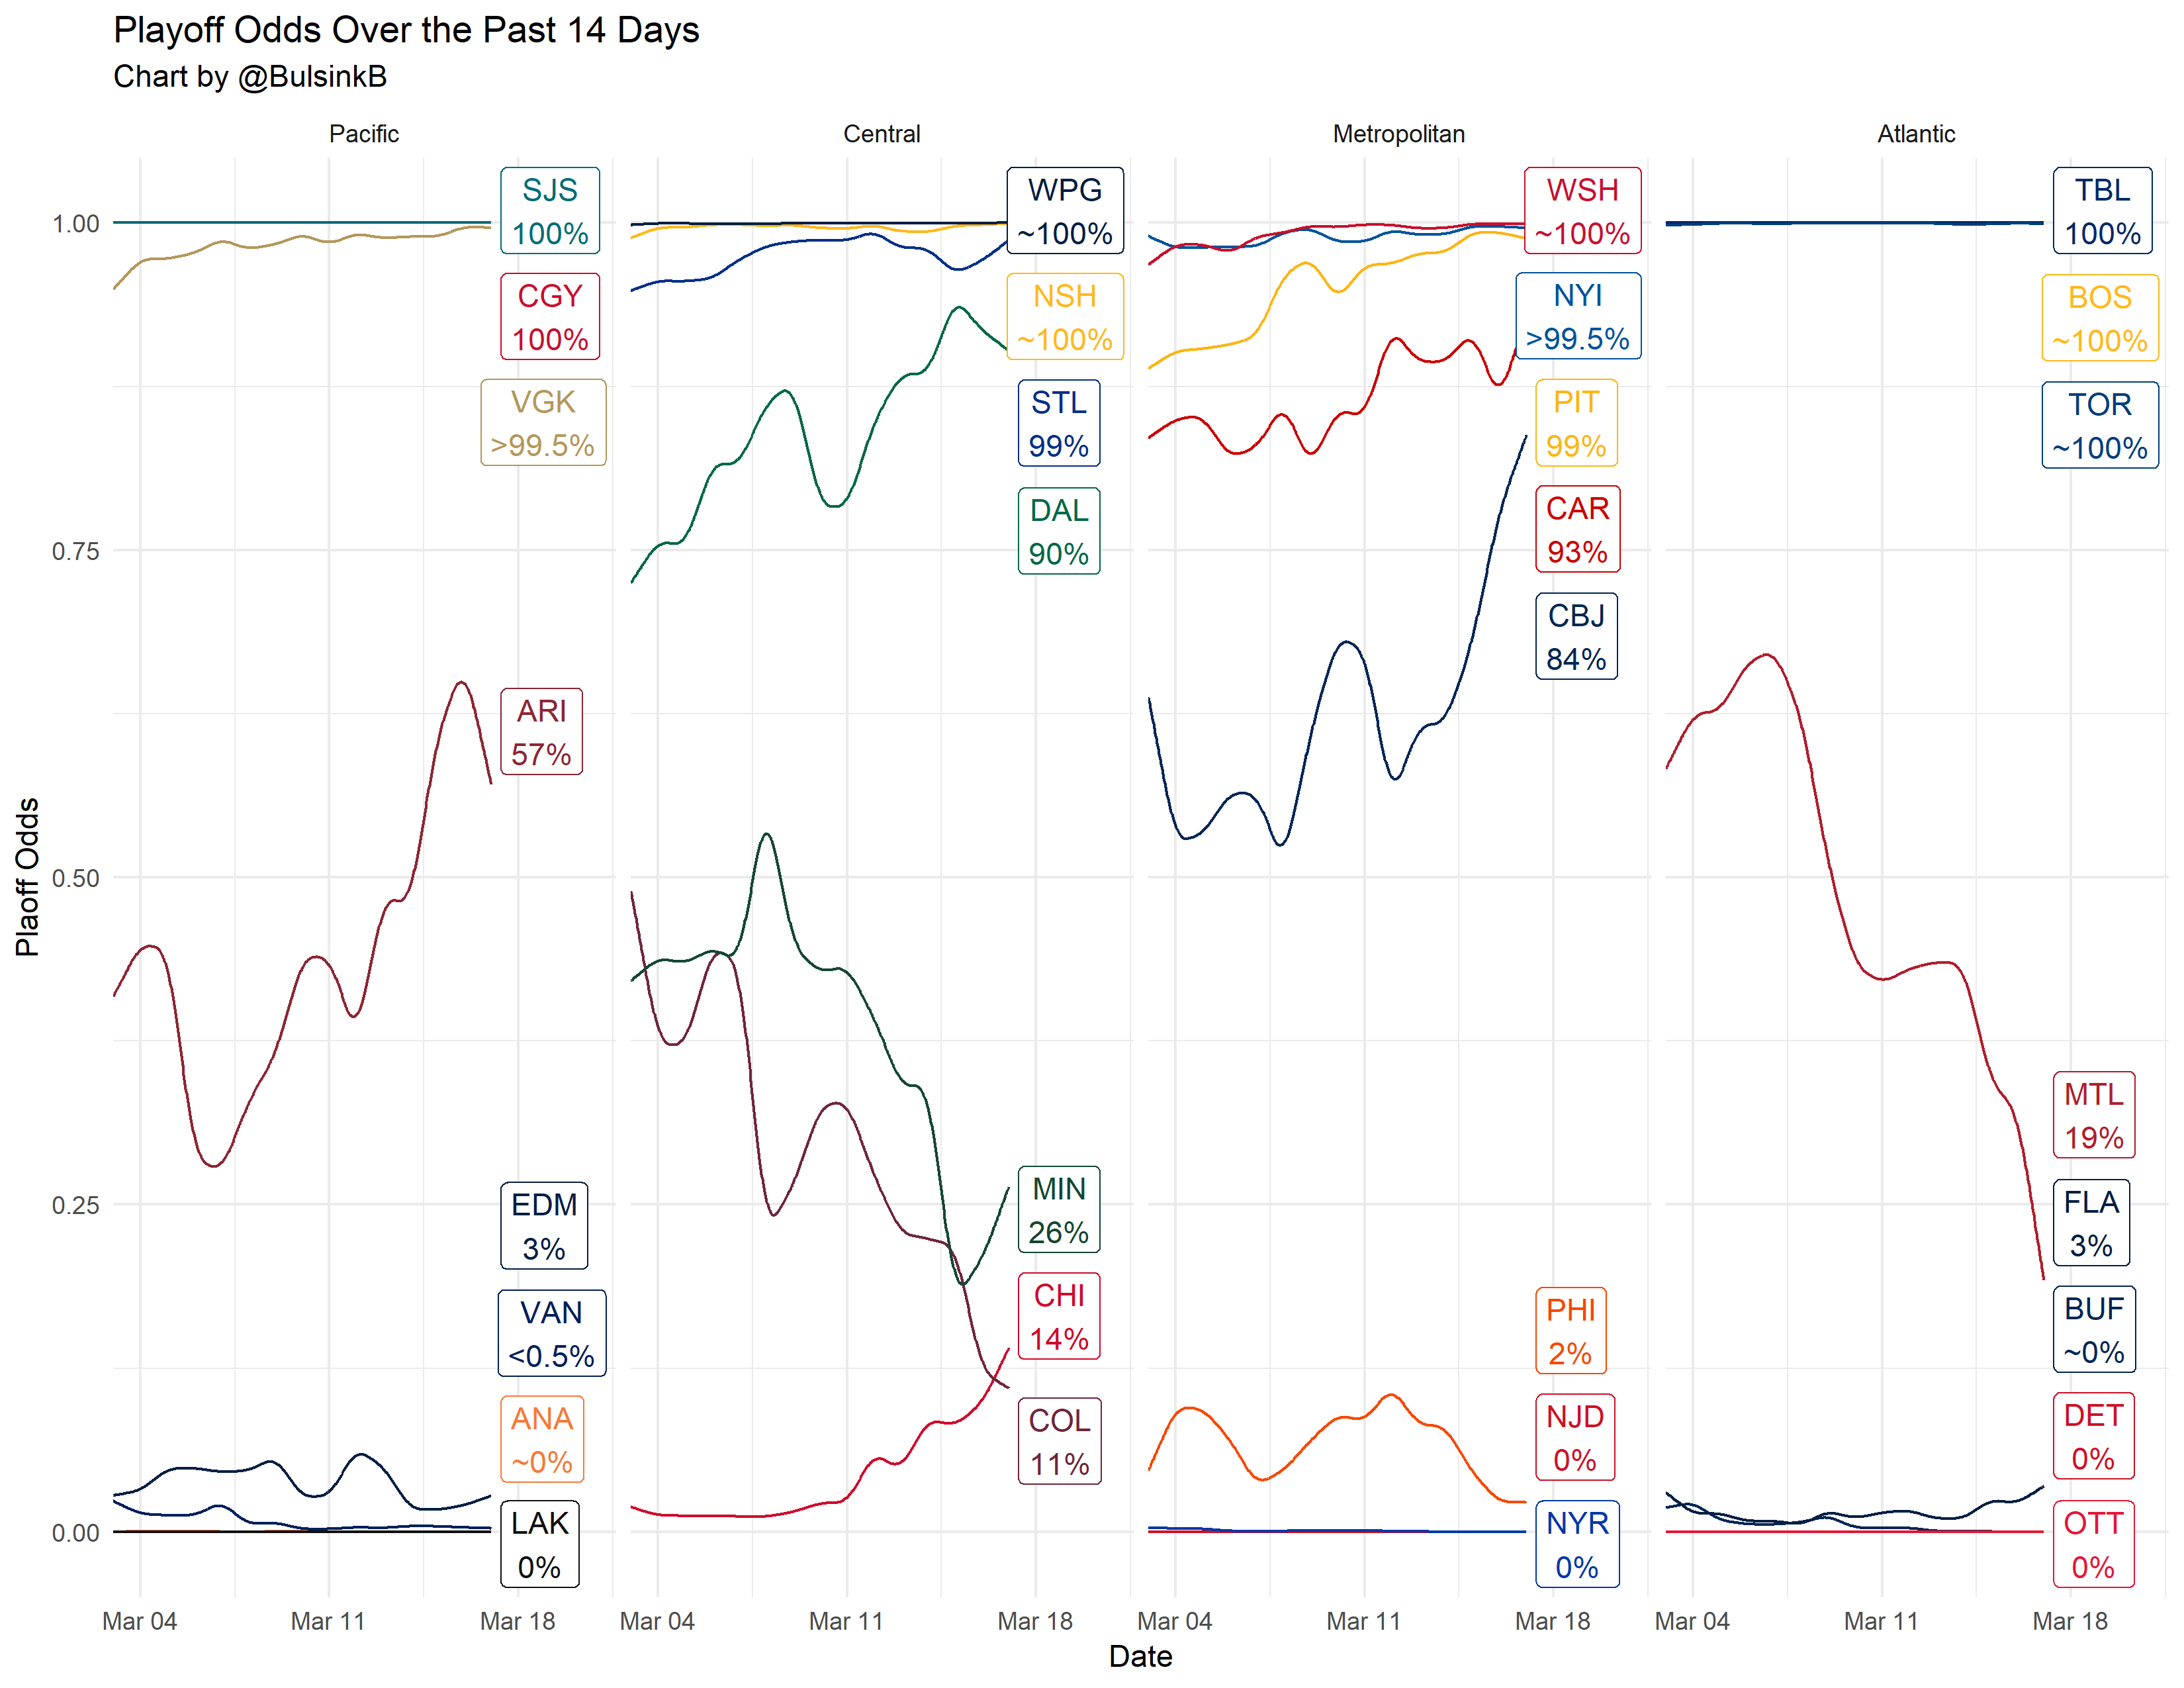 Playoff Odds Over the Past 14 Days
Chart by @BulsinkB
Pacific
Central
Metropolitan
Atlantic
Plaoff Odds
1.00
0.75
0.50
0.25
0.00
SJS
100%
CGY
100%
VGK
>99.5%
ARI
57%
EDM
3%
VAN
<0.5%
ANA
~0%
LAK
0%
WPG
~100%
NSH
~100%
STL
99%
DAL
90%
MIN
26%
CHI
14%
COL
11%
WSH
~100%
NYI
>99.5%
PIT
99%
CAR
93%
CBJ
84%
PHI
2%
NJD
0%
NYR
0%
TBL
100%
BOS
~100%
TOR
~100%
MTL
19%
FLA
3%
BUF
~0%
DET
0%
OTT
0%
Mar 04
Mar 11
Mar 18
Mar 04
Mar 11
Mar 18
Mar 04
Mar 11
Mar 18
Mar 04
Mar 11
Mar 18
Date